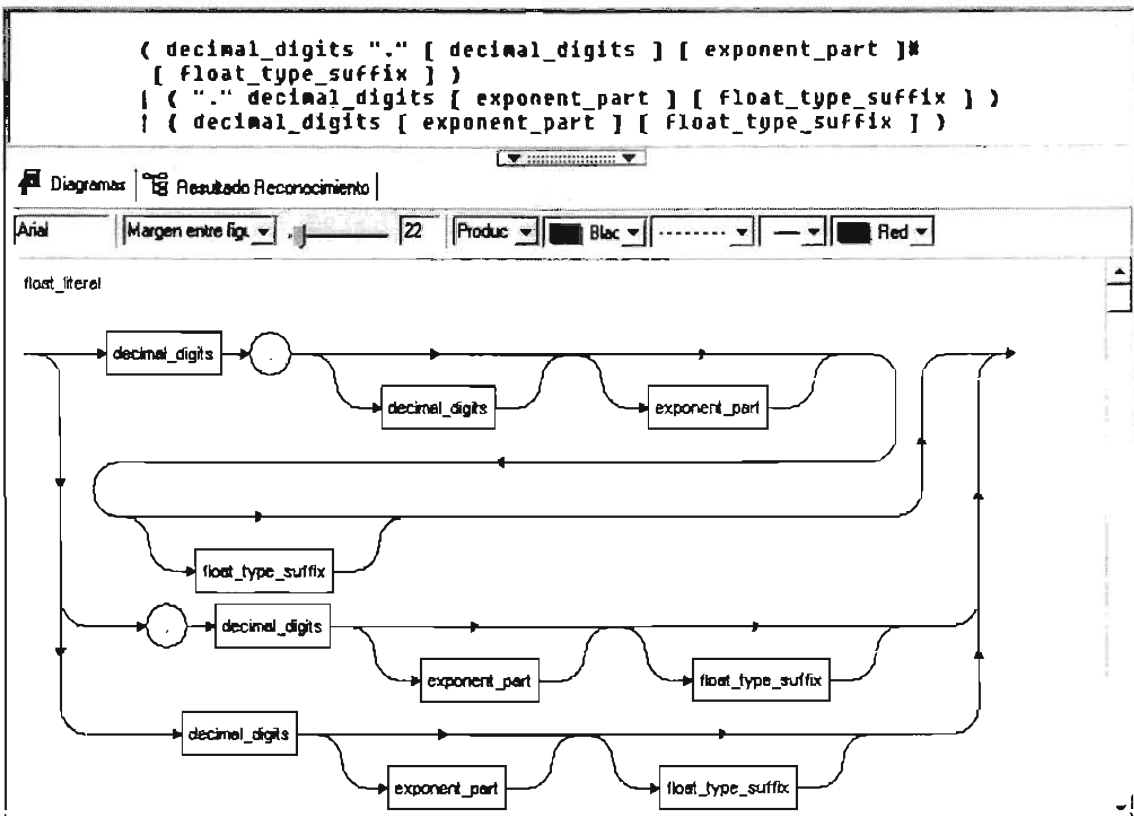 ( decimal_digits "." [ decimal_digits ] [ exponent_part ]*
[ float_type_suffix ] )
| ( "." decimal_digits [ exponent_part ] [ float_type_suffix ] )
| ( decimal_digits [ exponent_part ] [ float_type_suffix ] )
Diagramas Resultado Reconocimiento
Arial Margen entre figu 22 Produc Blac Red
float_literal
decimal_digits .
decimal_digits exponent_part
float_type_suffix
. decimal_digits
exponent_part float_type_suffix
decimal_digits
exponent_part float_type_suffix